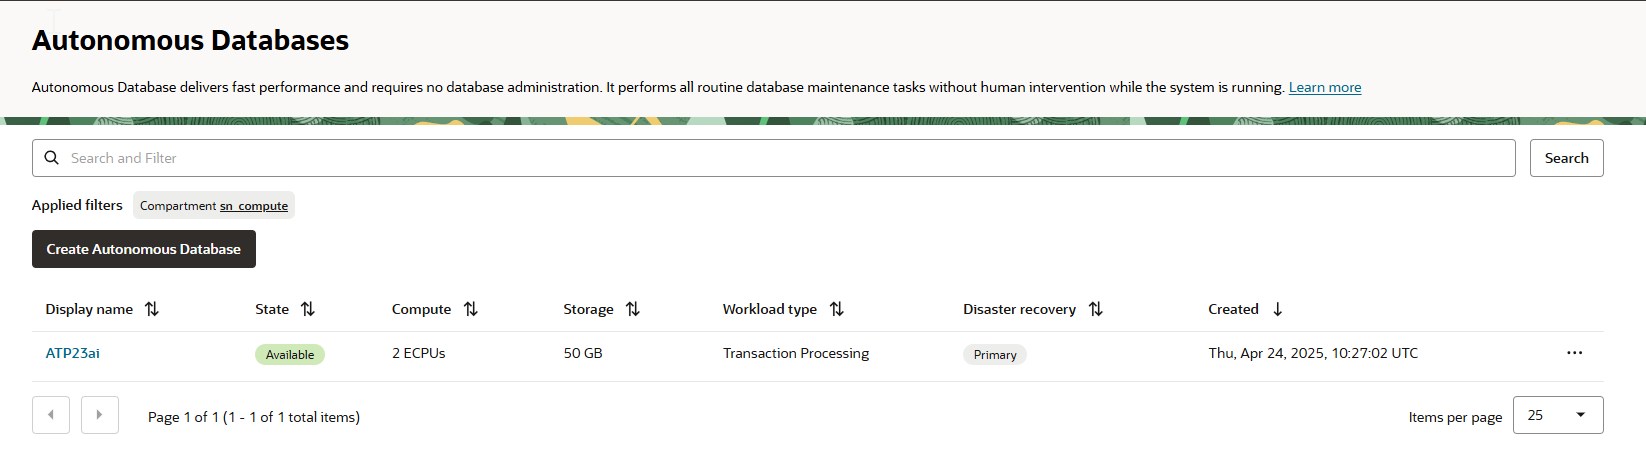 Autonomous Databases
Autonomous Database delivers fast performance and requires no database administration. It performs all routine database maintenance tasks without human intervention while the system is running. Learn more
Search and Filter
Search
Applied filters
Compartment sn_compute
Create Autonomous Database
Display name State Compute Storage Workload type Disaster recovery Created
ATP23ai Available 2 ECPUs 50 GB Transaction Processing Primary Thu, Apr 24, 2025, 10:27:02 UTC
Page 1 of 1 (1 - 1 of 1 total items)
Items per page 25